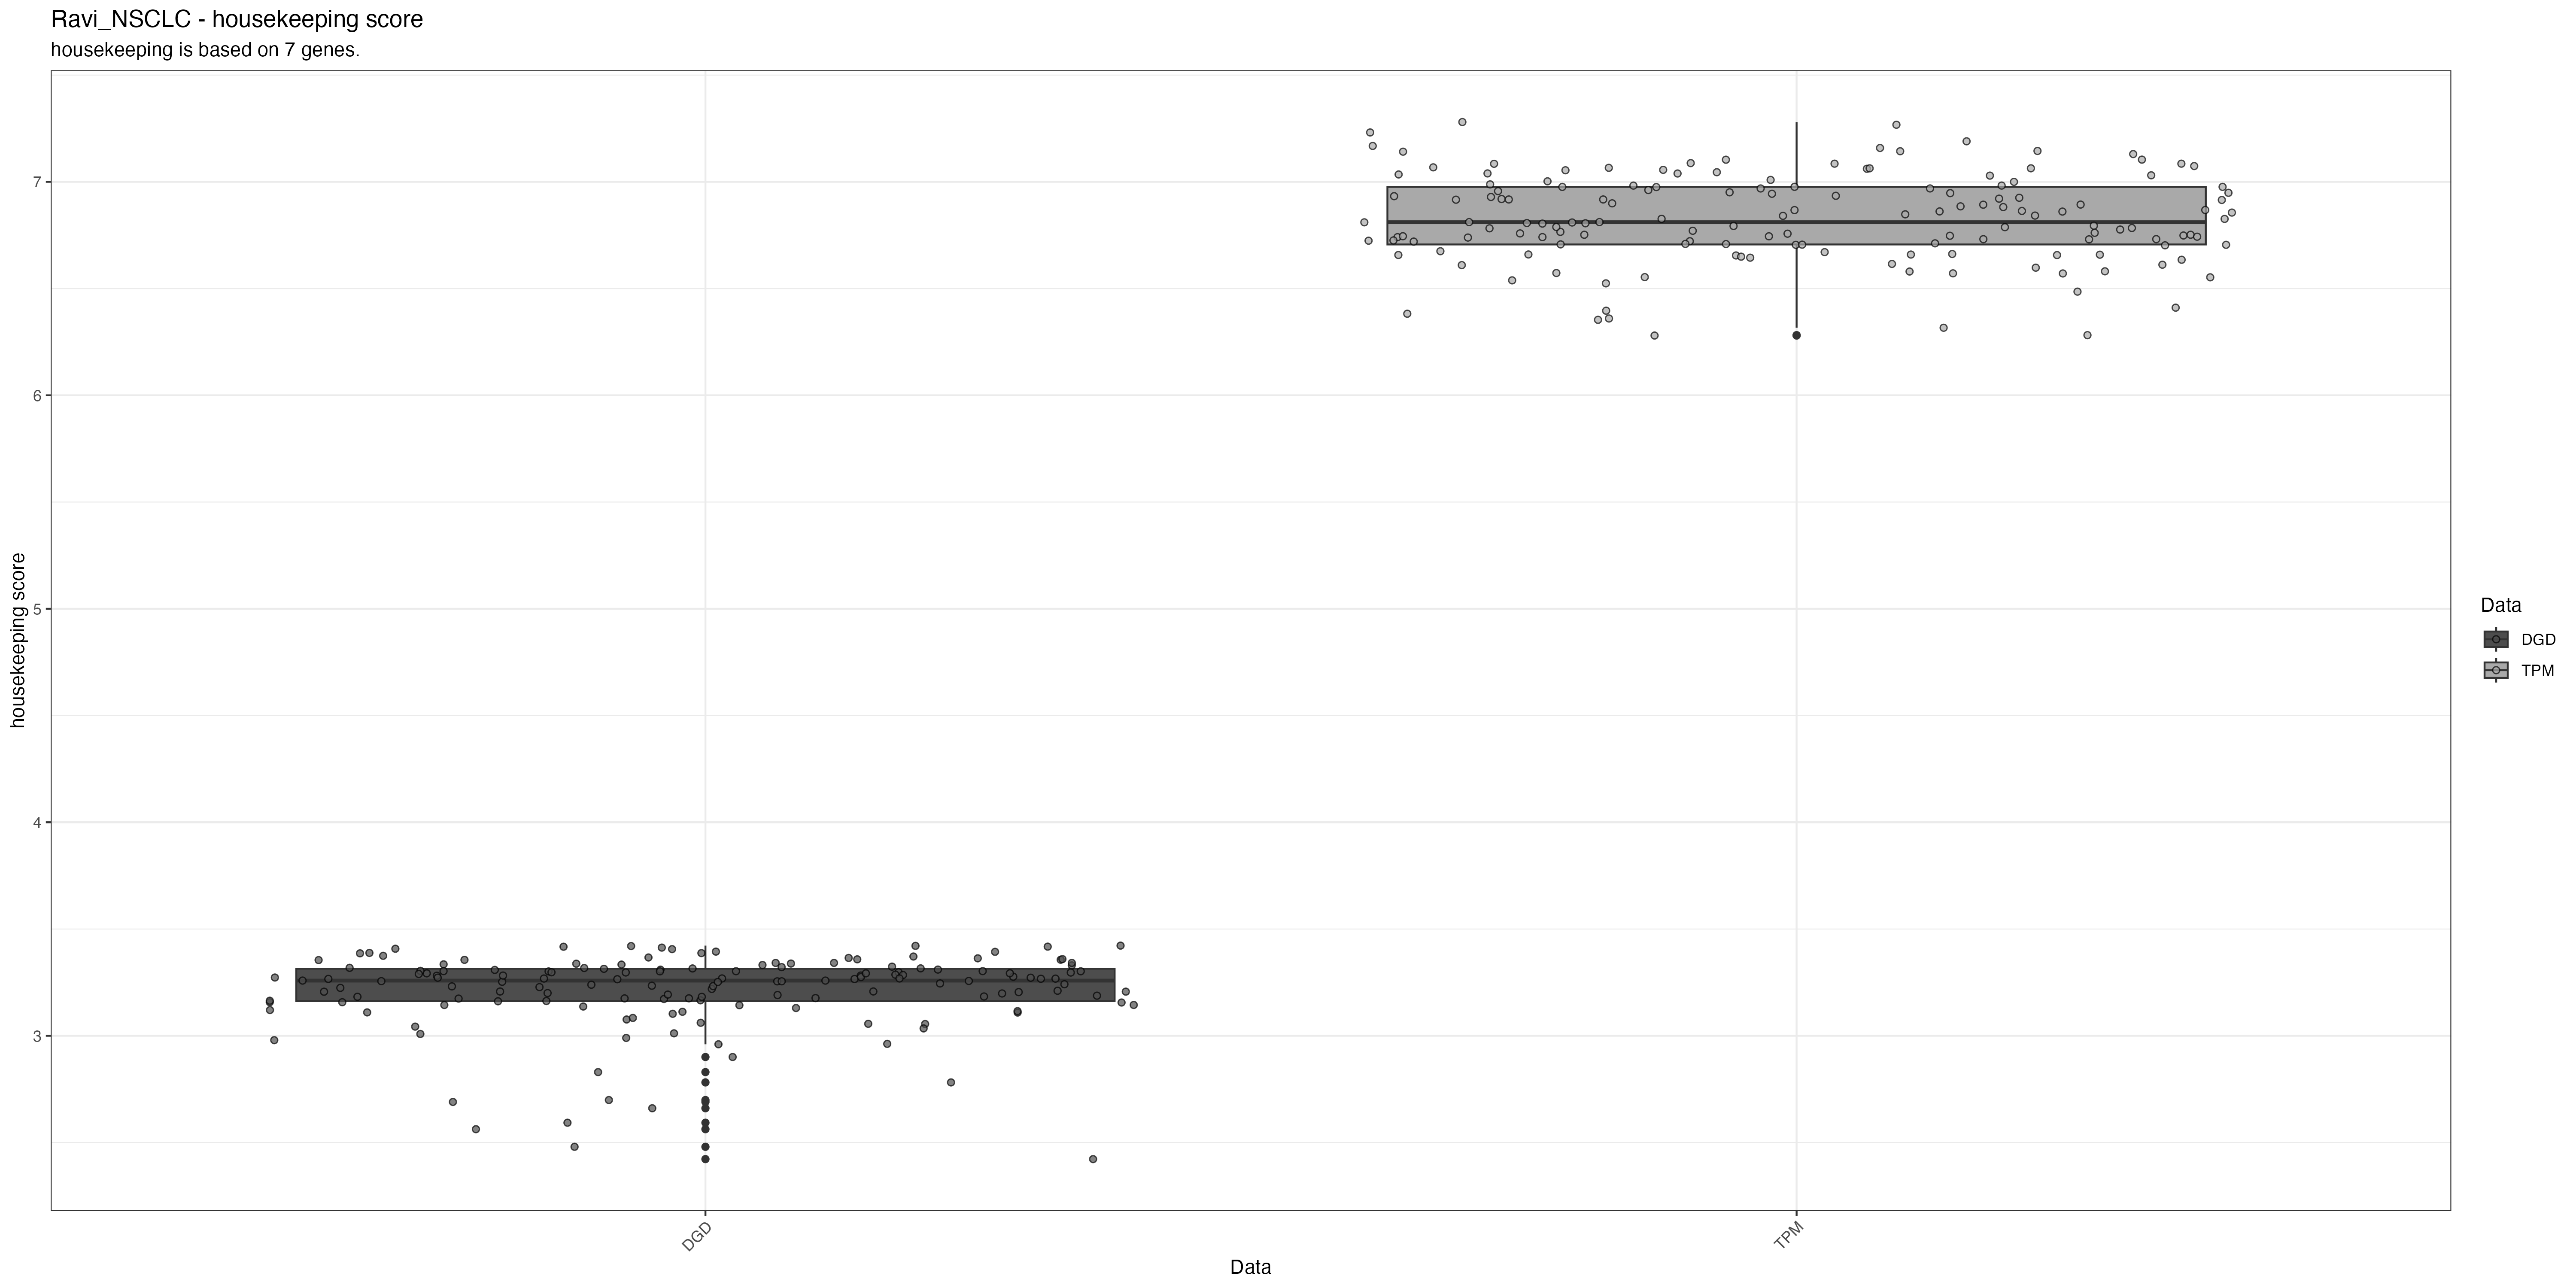 Ravi_NSCLC - housekeeping score
housekeeping is based on 7 genes.
housekeeping score
7
6
5
4
3
DGD
TPM
Data
Data
DGD
TPM